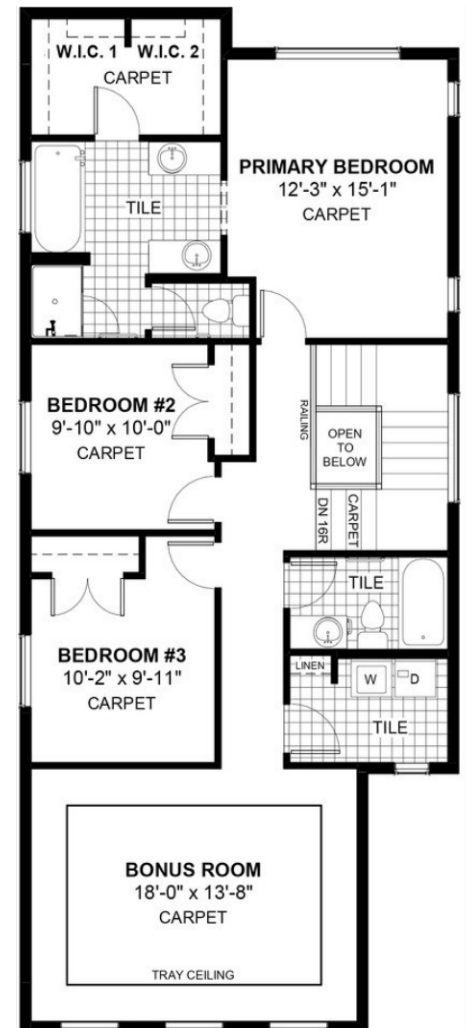 W.I.C. 1 W.I.C. 2
CARPET
PRIMARY BEDROOM
12'-3" x 15'-1"
CARPET
TILE
BEDROOM #2
9'-10" x 10'-0"
CARPET
RAILING
OPEN
TO
BELOW
DN 16R
CARPET
TILE
BEDROOM #3
10'-2" x 9'-11"
CARPET
LINEN
W
D
TILE
BONUS ROOM
18'-0" x 13'-8"
CARPET
TRAY CEILING